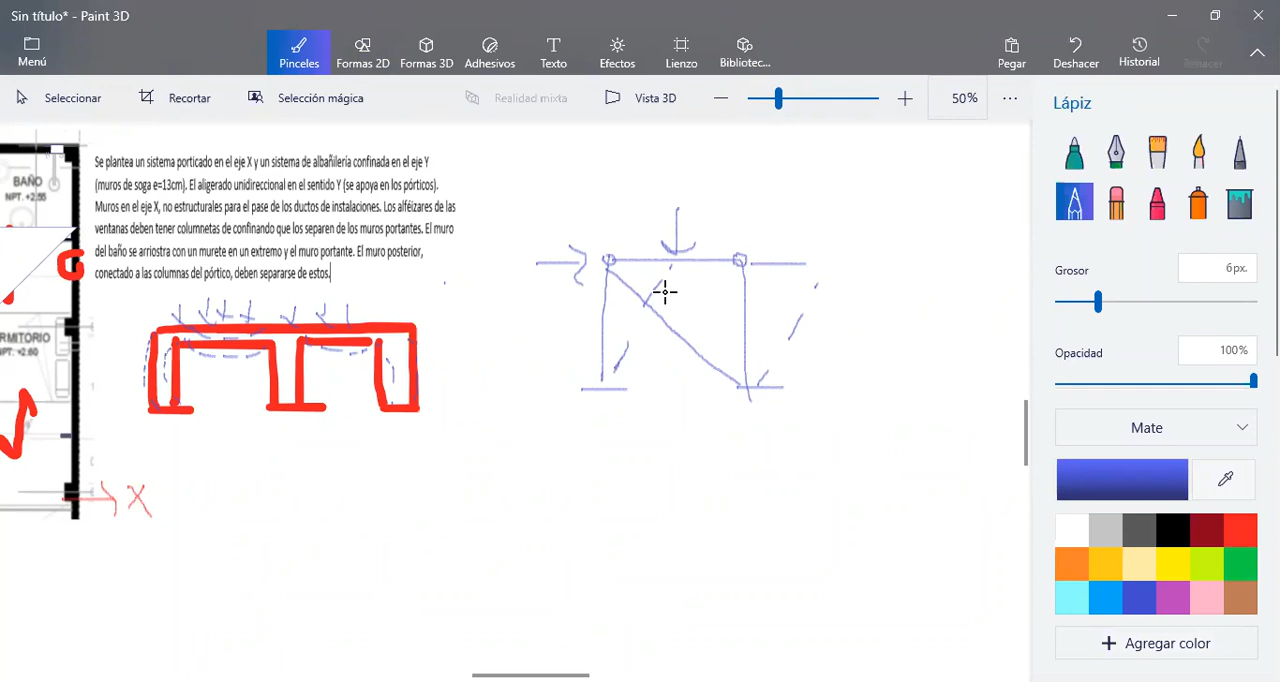 Sin título* - Paint 3D
Menú
Pinceles
Formas 2D
Formas 3D
Adhesivos
Texto
Efectos
Lienzo
Bibliotec...
Pegar
Deshacer
Historial
Rehacer
Seleccionar
Recortar
Selección mágica
Realidad mixta
Vista 3D
50%
Lápiz
Grosor
6px.
Opacidad
100%
Mate
Agregar color
BAÑO
NPT. +2.55
Se plantea un sistema porticado en el eje X y un sistema de albañilería confinada en el eje Y
(muros de soga e=13cm). El aligerado unidireccional en el sentido Y (se apoya en los pórticos).
Muros en el eje X, no estructurales para el pase de los ductos de instalaciones. Los alféizares de las
ventanas deben tener columnetas de confinando que los separen de los muros portantes. El muro
del baño se arriostra con un murete en un extremo y el muro portante. El muro posterior,
conectado a las columnas del pórtico, deben separarse de estos.
RMITORIO
NPT: +2.60
X